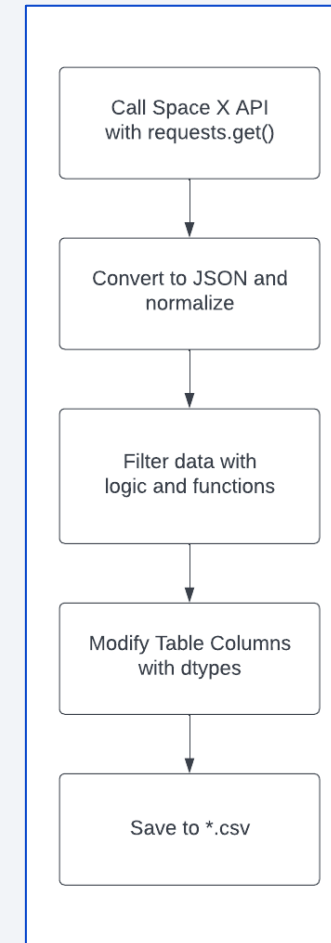 Call Space X API
with requests.get()
Convert to JSON and
normalize
Filter data with
logic and functions
Modify Table Columns
with dtypes
Save to *.csv